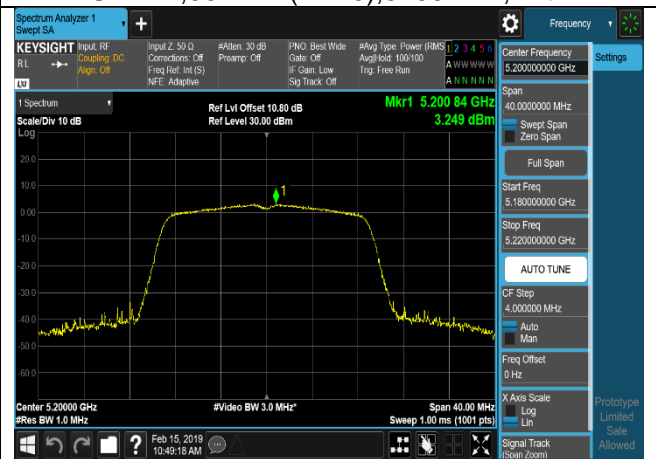 Spectrum Analyzer 1
Swept SA
+
Frequency
KEYSIGHT
RL
LXI
Input: RF
Coupling: DC
Align: Off
Input Z: 50 Ω
Corrections: Off
Freq Ref: Int (S)
NFE: Adaptive
#Atten: 30 dB
Preamp: Off
PNO: Best Wide
Gate: Off
IF Gain: Low
Sig Track: Off
#Avg Type: Power (RMS
Avg|Hold: 100/100
Trig: Free Run
1 2 3 4 5 6
A W W W W W
A N N N N N
1 Spectrum
Scale/Div 10 dB
Log
Ref Lvl Offset 10.80 dB
Ref Level 30.00 dBm
Mkr1 5.200 84 GHz
3.249 dBm
20.0
10.0
0.00
-10.0
-20.0
-30.0
-40.0
-50.0
-60.0
1
Center 5.20000 GHz
#Res BW 1.0 MHz
#Video BW 3.0 MHz*
Span 40.00 MHz
Sweep 1.00 ms (1001 pts)
Center Frequency
5.200000000 GHz
Settings
Span
40.0000000 MHz
Swept Span
Zero Span
Full Span
Start Freq
5.180000000 GHz
Stop Freq
5.220000000 GHz
AUTO TUNE
CF Step
4.000000 MHz
Auto
Man
Freq Offset
0 Hz
X Axis Scale
Log
Lin
Signal Track
(Span Zoom)
Prototype
Limited
Sale
Allowed
?
Feb 15, 2019
10:49:18 AM